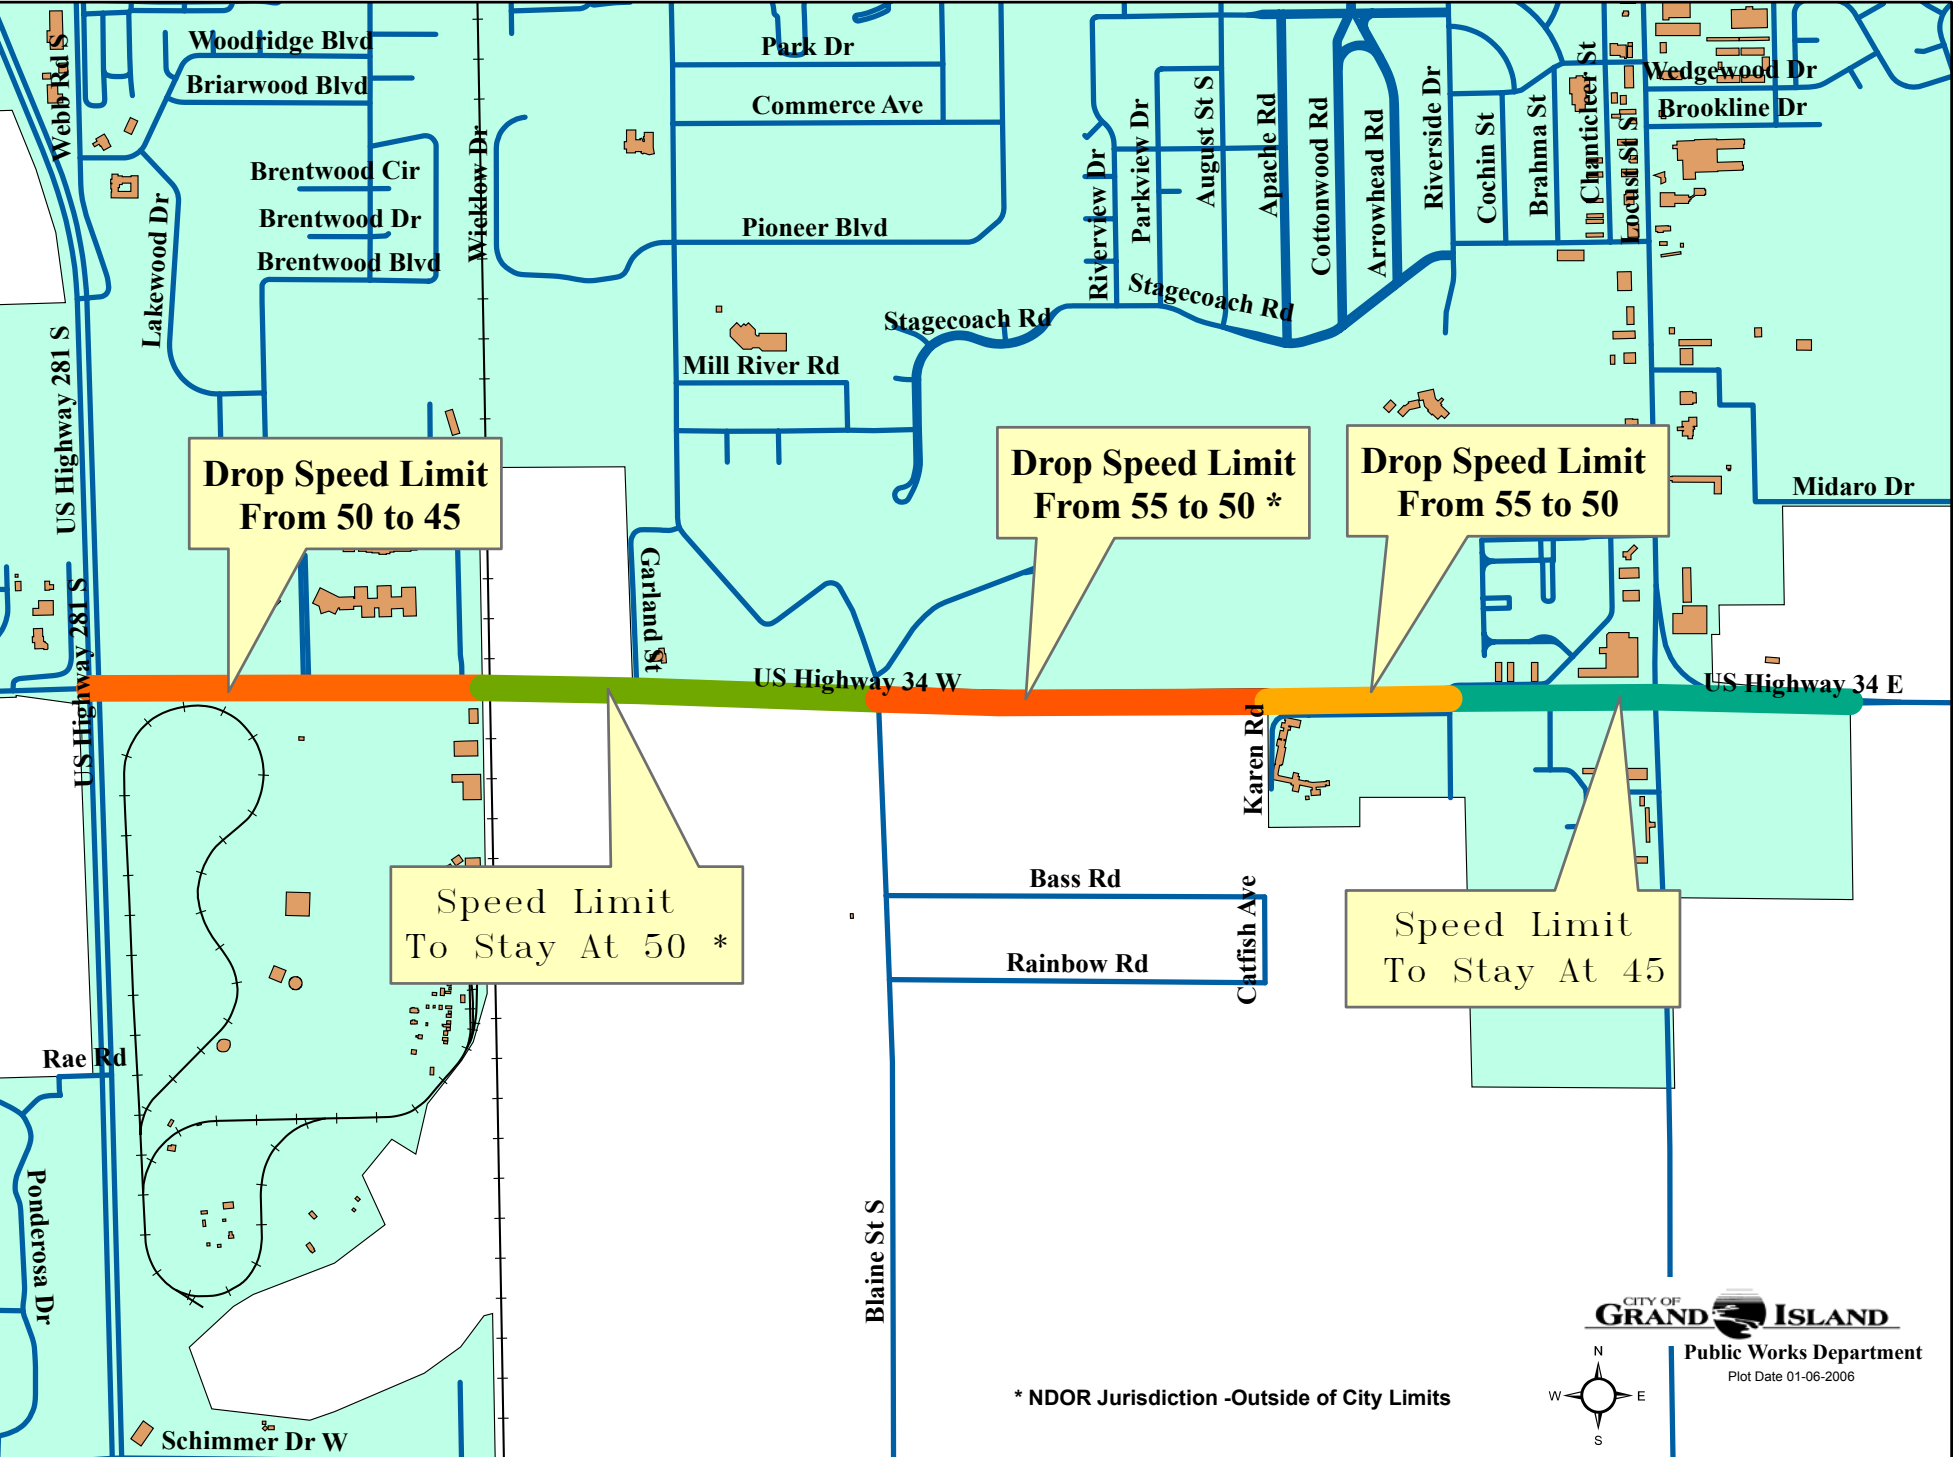 Woodridge Blvd
Briarwood Blvd
Webb Rd S
Brentwood Cir
Brentwood Dr
Brentwood Blvd
Lakewood Dr
Wicklow Dr
Park Dr
Commerce Ave
Pioneer Blvd
Riverview Dr
Parkview Dr
August St S
Apache Rd
Cottonwood Rd
Arrowhead Rd
Riverside Dr
Cochin St
Brahma St
Chanticleer St
Locust St S
Wedgewood Dr
Brookline Dr
Stagecoach Rd
Stagecoach Rd
Mill River Rd
US Highway 281 S
Midaro Dr
Drop Speed Limit
From 50 to 45
Drop Speed Limit
From 55 to 50 *
Drop Speed Limit
From 55 to 50
US Highway 281 S
Garland St
US Highway 34 W
US Highway 34 E
Karen Rd
Speed Limit
To Stay At 50 *
Speed Limit
To Stay At 45
Bass Rd
Rainbow Rd
Catfish Ave
Rae Rd
Ponderosa Dr
Blaine St S
Schimmer Dr W
CITY OF
GRAND ISLAND
Public Works Department
Plot Date 01-06-2006
* NDOR Jurisdiction -Outside of City Limits
N
W E
S